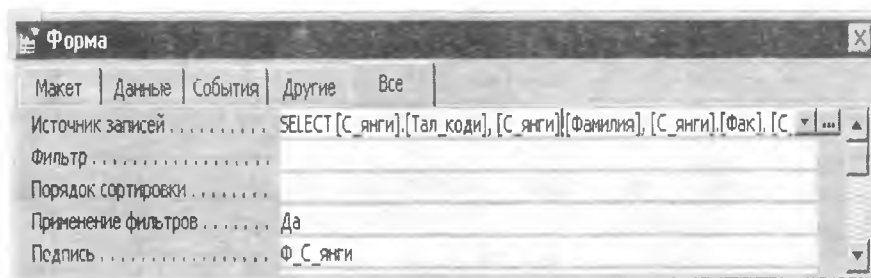 Форма
Макет Данные События Другие Все
Источник записей . . . . . . . . . . SELECT [С_янги].[Тал_коди], [С_янги].[Фамилия], [С_янги].[Фак], [С ...
Фильтр . . . . . . . . . . . . . . . . .
Порядок сортировки . . . . . . .
Применение фильтров . . . . . . . Да
Подпись . . . . . . . . . . . . . . . . Ф_С_янги